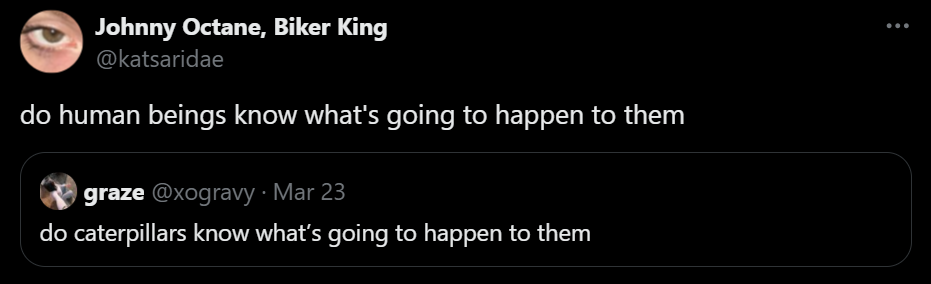 Johnny Octane, Biker King
@katsaridae
do human beings know what's going to happen to them
graze @xogravy · Mar 23
do caterpillars know what’s going to happen to them